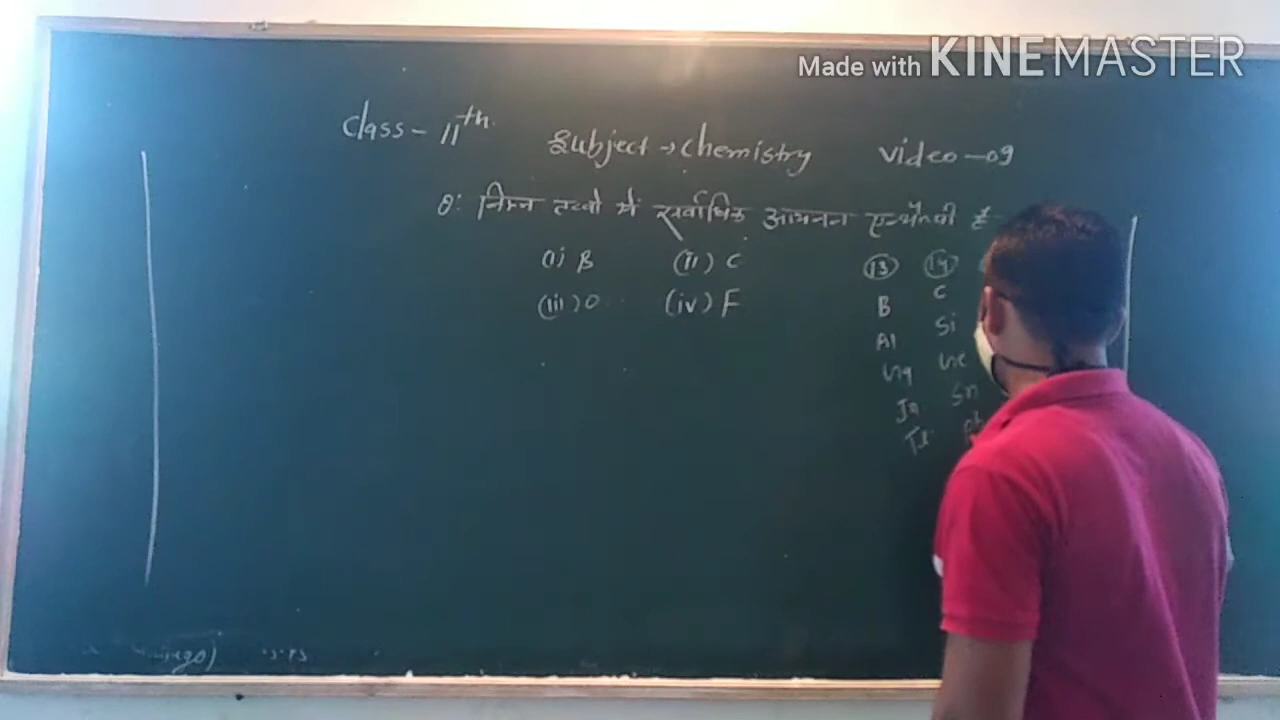 Made with KINEMASTER
Class - 11th
Subject → Chemistry
Video - 09
Q: निम्न तत्वो मे सर्वाधिक आयनन एन्थैल्पी है
(i) B (ii) C
(iii) O (iv) F
13 14
B C
Al Si
Ga Ge
In Sn
Tl Pb